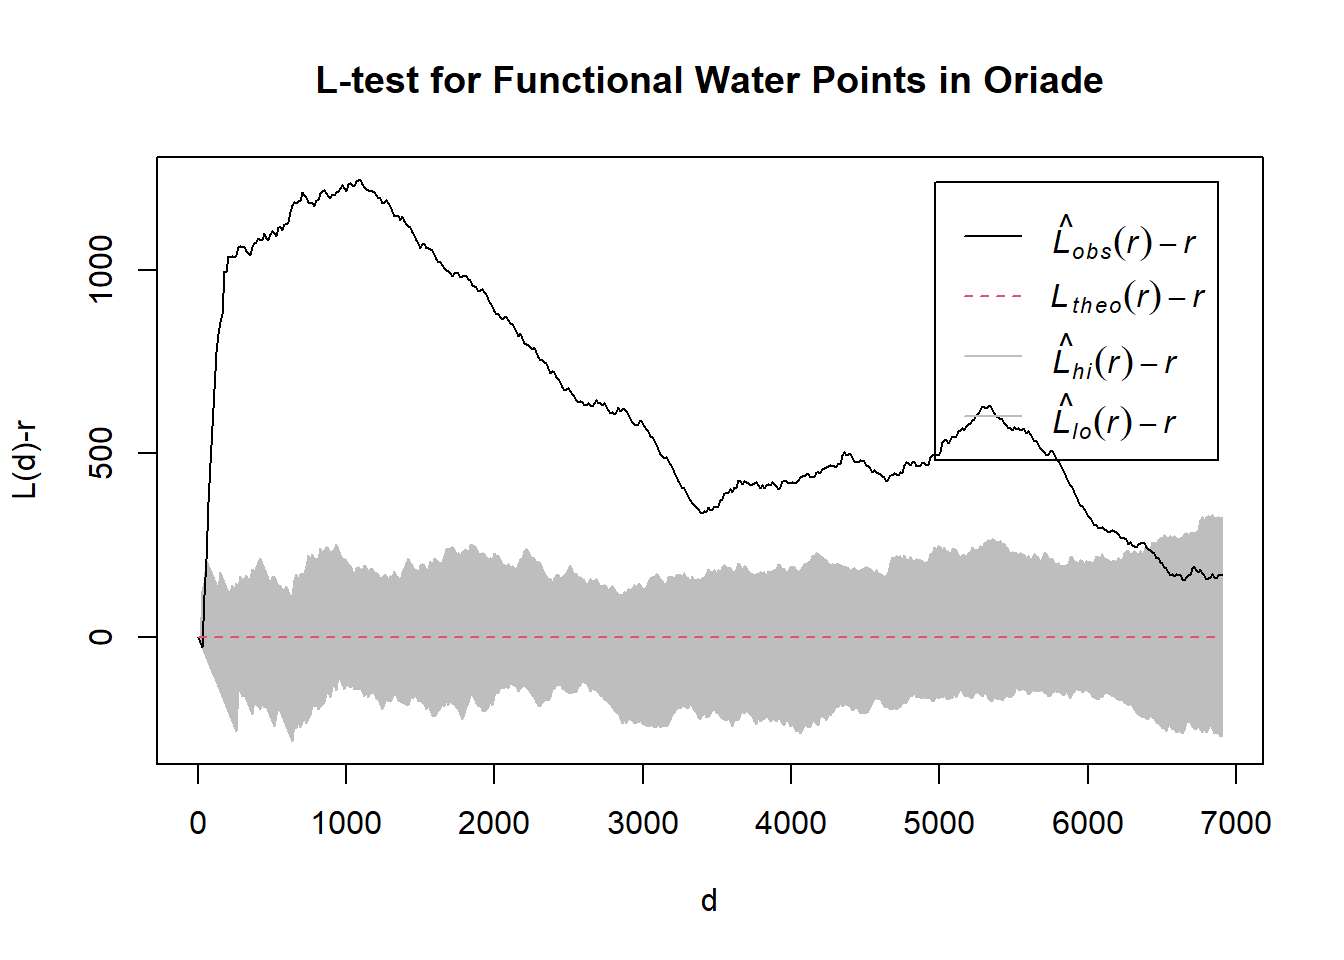 L-test for Functional Water Points in Oriade
L(d)-r
1000
500
0
L̂obs(r) – r
Ltheo(r) – r
L̂hi(r) – r
L̂lo(r) – r
0 1000 2000 3000 4000 5000 6000 7000
d